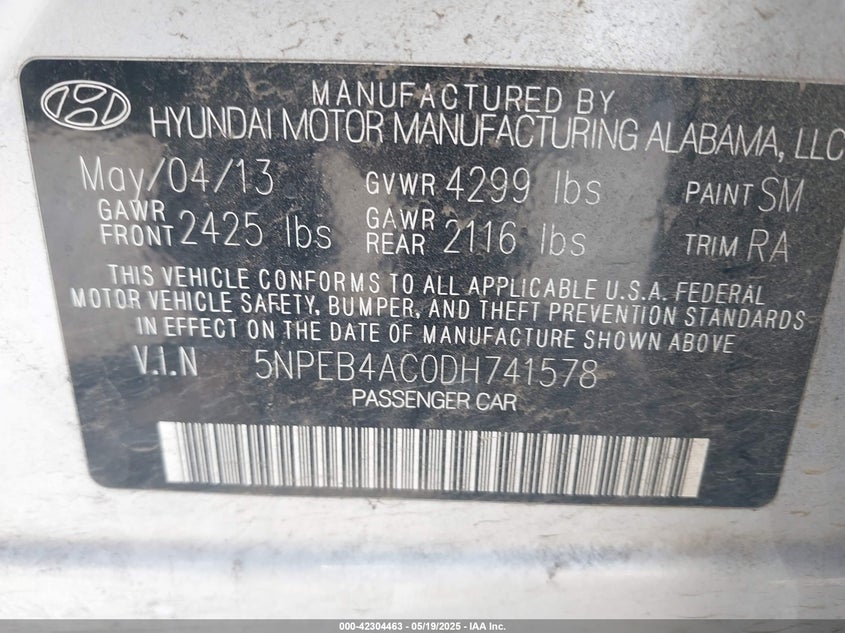 MANUFACTURED BY
HYUNDAI MOTOR MANUFACTURING ALABAMA, LLC
May/04/13 GVWR 4299 lbs PAINT SM
GAWR FRONT 2425 lbs GAWR REAR 2116 lbs TRIM RA
THIS VEHICLE CONFORMS TO ALL APPLICABLE U.S.A. FEDERAL
MOTOR VEHICLE SAFETY, BUMPER, AND THEFT PREVENTION STANDARDS
IN EFFECT ON THE DATE OF MANUFACTURE SHOWN ABOVE
V.I.N 5NPEB4AC0DH741578
PASSENGER CAR
000-42304463 - 05/19/2025 - IAA Inc.